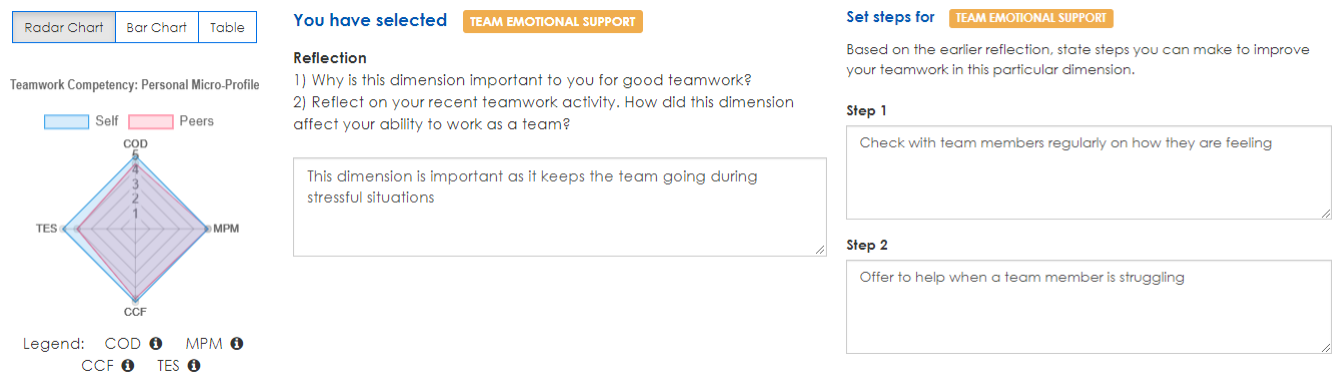 Radar Chart
Bar Chart
Table
Teamwork Competency: Personal Micro-Profile
Self
Peers
COD
5
4
3
2
1
TES
MPM
CCF
Legend: COD MPM
CCF TES
You have selected TEAM EMOTIONAL SUPPORT
Reflection
1) Why is this dimension important to you for good teamwork?
2) Reflect on your recent teamwork activity. How did this dimension
affect your ability to work as a team?
This dimension is important as it keeps the team going during
stressful situations
Set steps for TEAM EMOTIONAL SUPPORT
Based on the earlier reflection, state steps you can make to improve
your teamwork in this particular dimension.
Step 1
Check with team members regularly on how they are feeling
Step 2
Offer to help when a team member is struggling